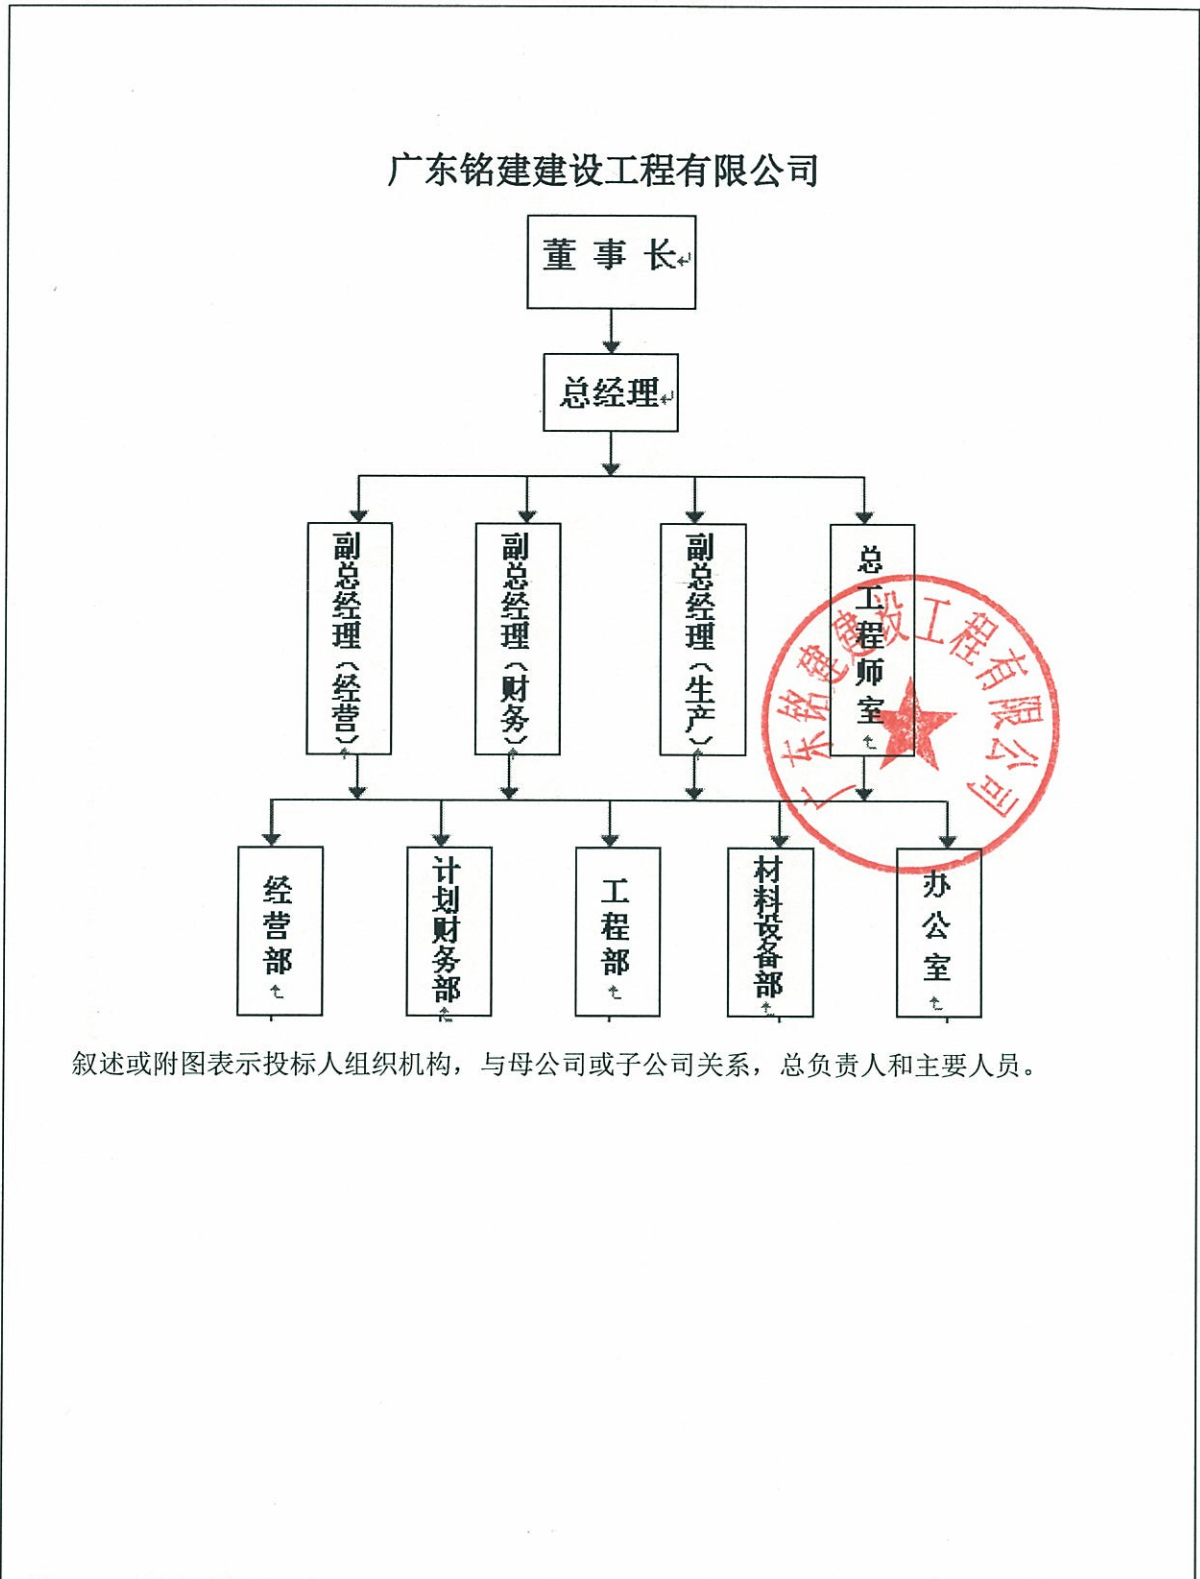 广东铭建建设工程有限公司
董 事 长
总经理
副总经理（经营）
副总经理（财务）
副总经理（生产）
总工程师室
广东铭建建设工程有限公司
经营部
计划财务部
工程部
材料设备部
办公室
叙述或附图表示投标人组织机构，与母公司或子公司关系，总负责人和主要人员。